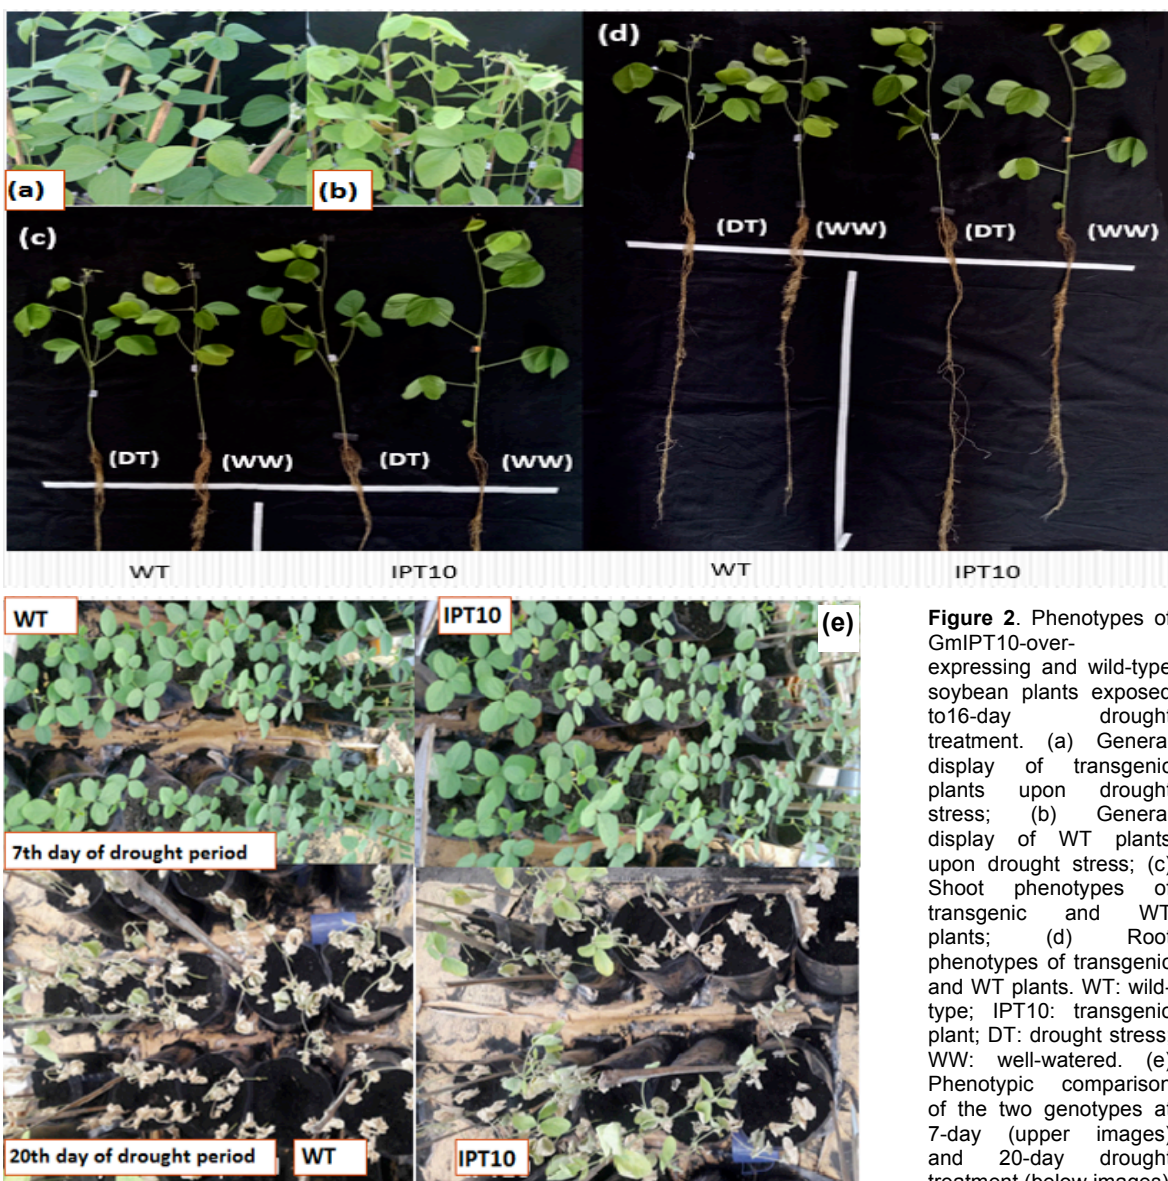 (a)
(b)
(c)
(DT)
(WW)
(DT)
(WW)
(d)
(DT)
(WW)
(DT)
(WW)
WT
IPT10
WT
IPT10
WT
IPT10
(e)
7th day of drought period
20th day of drought period
WT
IPT10
Figure 2. Phenotypes of
GmIPT10-over-
expressing and wild-type
soybean plants exposed
to16-day drought
treatment. (a) General
display of transgenic
plants upon drought
stress; (b) General
display of WT plants
upon drought stress; (c)
Shoot phenotypes of
transgenic and WT
plants; (d) Root
phenotypes of transgenic
and WT plants. WT: wild-
type; IPT10: transgenic
plant; DT: drought stress;
WW: well-watered. (e)
Phenotypic comparison
of the two genotypes at
7-day (upper images)
and 20-day drought
treatment (below images)